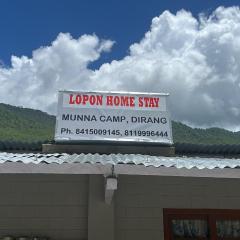 LOPON HOME STAY
MUNNA CAMP, DIRANG
Ph. 8415009145, 8119996444